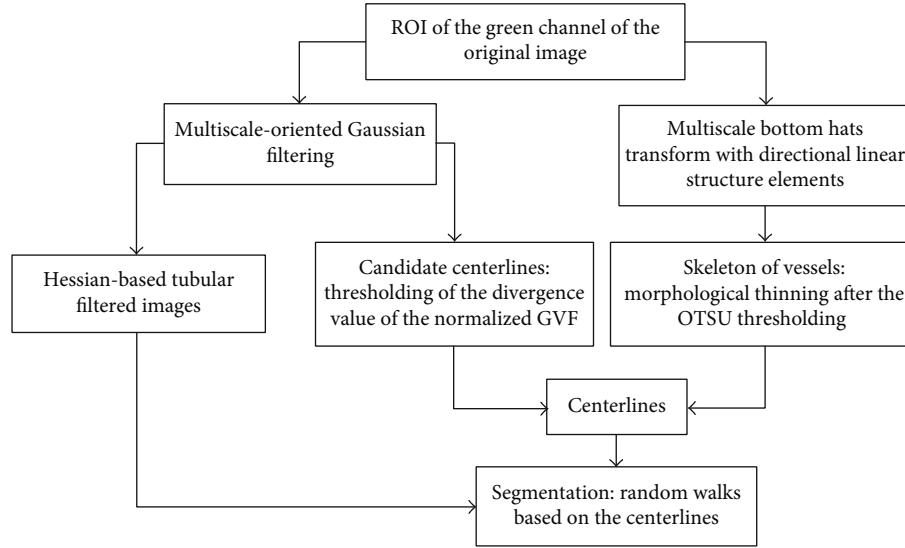 ROI of the green channel of the
original image
Multiscale-oriented Gaussian
filtering
Multiscale bottom hats
transform with directional linear
structure elements
Hessian-based tubular
filtered images
Candidate centerlines:
thresholding of the divergence
value of the normalized GVF
Skeleton of vessels:
morphological thinning after the
OTSU thresholding
Centerlines
Segmentation: random walks
based on the centerlines